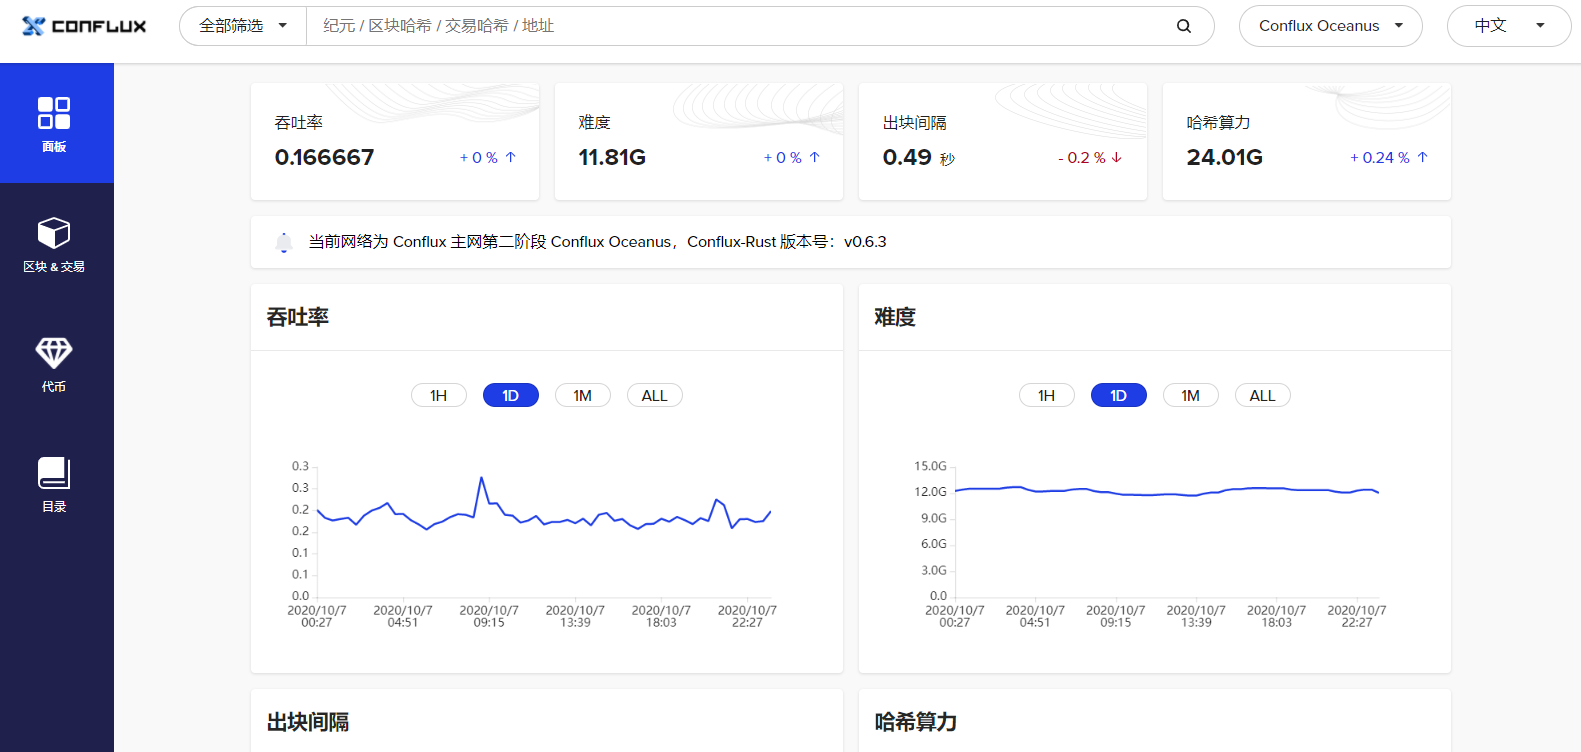 CONFLUX
全部筛选
纪元 / 区块哈希 / 交易哈希 / 地址
Conflux Oceanus
中文
面板
区块 & 交易
代币
目录
吞吐率
0.166667
+ 0 % ↑
难度
11.81G
+ 0 % ↑
出块间隔
0.49 秒
- 0.2 % ↓
哈希算力
24.01G
+ 0.24 % ↑
当前网络为 Conflux 主网第二阶段 Conflux Oceanus，Conflux-Rust 版本号：v0.6.3
吞吐率
1H
1D
1M
ALL
0.3
0.3
0.2
0.2
0.1
0.1
0.0
2020/10/7 2020/10/7 2020/10/7 2020/10/7 2020/10/7 2020/10/7
00:27 04:51 09:15 13:39 18:03 22:27
难度
1H
1D
1M
ALL
15.0G
12.0G
9.0G
6.0G
3.0G
0.0
2020/10/7 2020/10/7 2020/10/7 2020/10/7 2020/10/7 2020/10/7
00:27 04:51 09:15 13:39 18:03 22:27
出块间隔
哈希算力